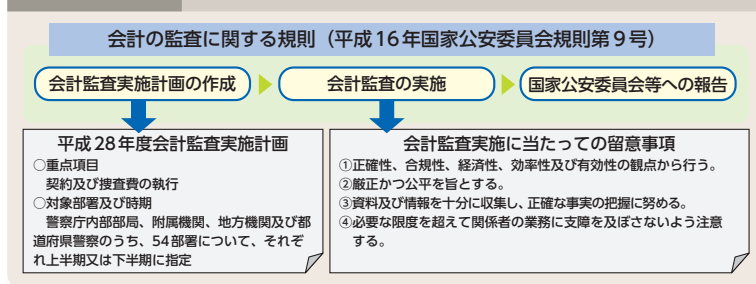 会計の監査に関する規則（平成16年国家公安委員会規則第9号）
会計監査実施計画の作成
会計監査の実施
国家公安委員会等への報告
平成28年度会計監査実施計画
○重点項目
契約及び捜査費の執行
○対象部署及び時期
警察庁内部部局、附属機関、地方機関及び都
道府県警察のうち、54部署について、それぞ
れ上半期又は下半期に指定
会計監査実施に当たっての留意事項
①正確性、合規性、経済性、効率性及び有効性の観点から行う。
②厳正かつ公平を旨とする。
③資料及び情報を十分に収集し、正確な事実の把握に努める。
④必要な限度を超えて関係者の業務に支障を及ぼさないよう注意
する。